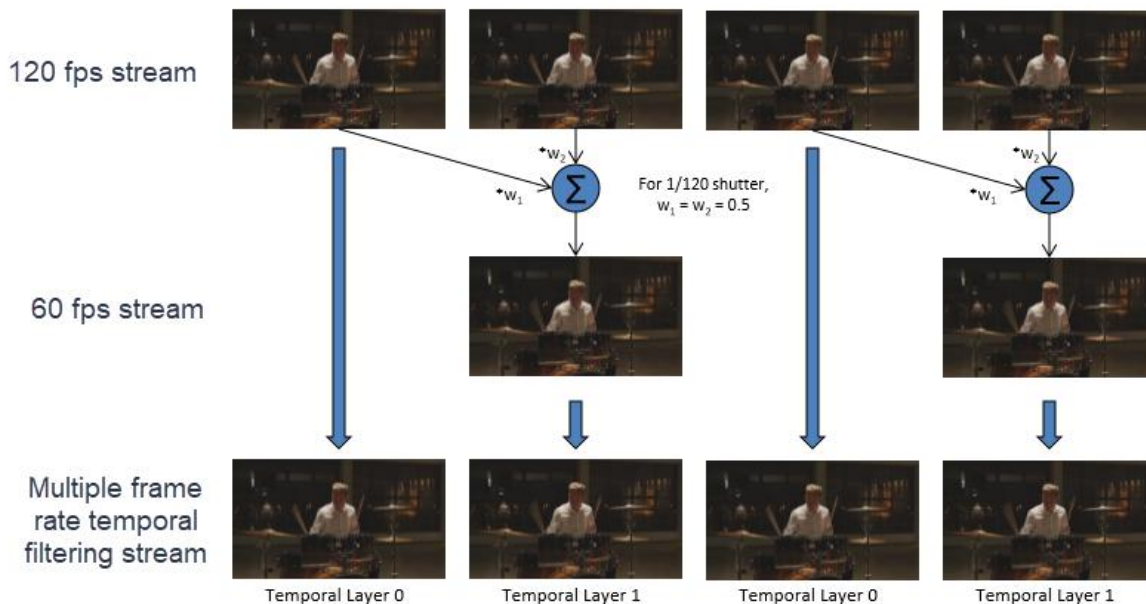 120 fps stream
*w₂
*w₁
Σ
For 1/120 shutter,
w₁ = w₂ = 0.5
*w₂
*w₁
Σ
60 fps stream
Multiple frame
rate temporal
filtering stream
Temporal Layer 0
Temporal Layer 1
Temporal Layer 0
Temporal Layer 1